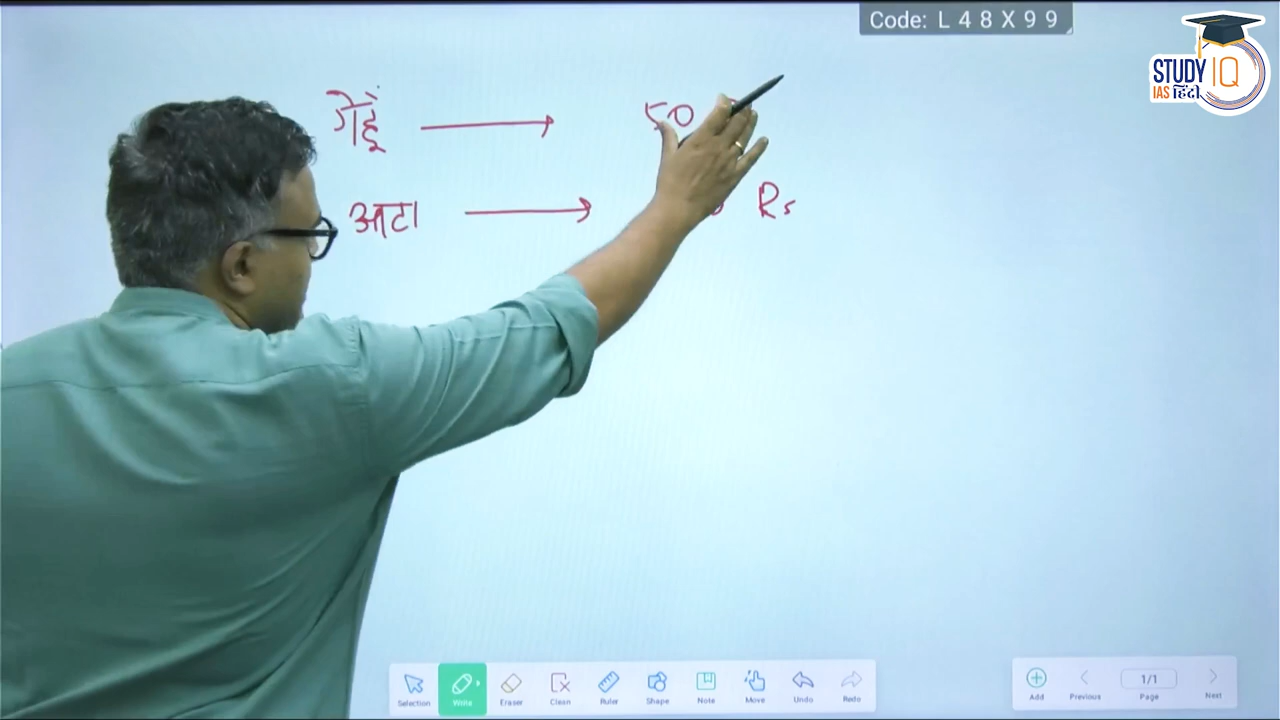 Code: L 4 8 X 9 9
STUDY IQ
IAS हिंदी
गेहूं → 50
आटा → Rs
Selection
Write
Eraser
Clean
Ruler
Shape
Note
Move
Undo
Redo
Add
Previous
1/1
Page
Next